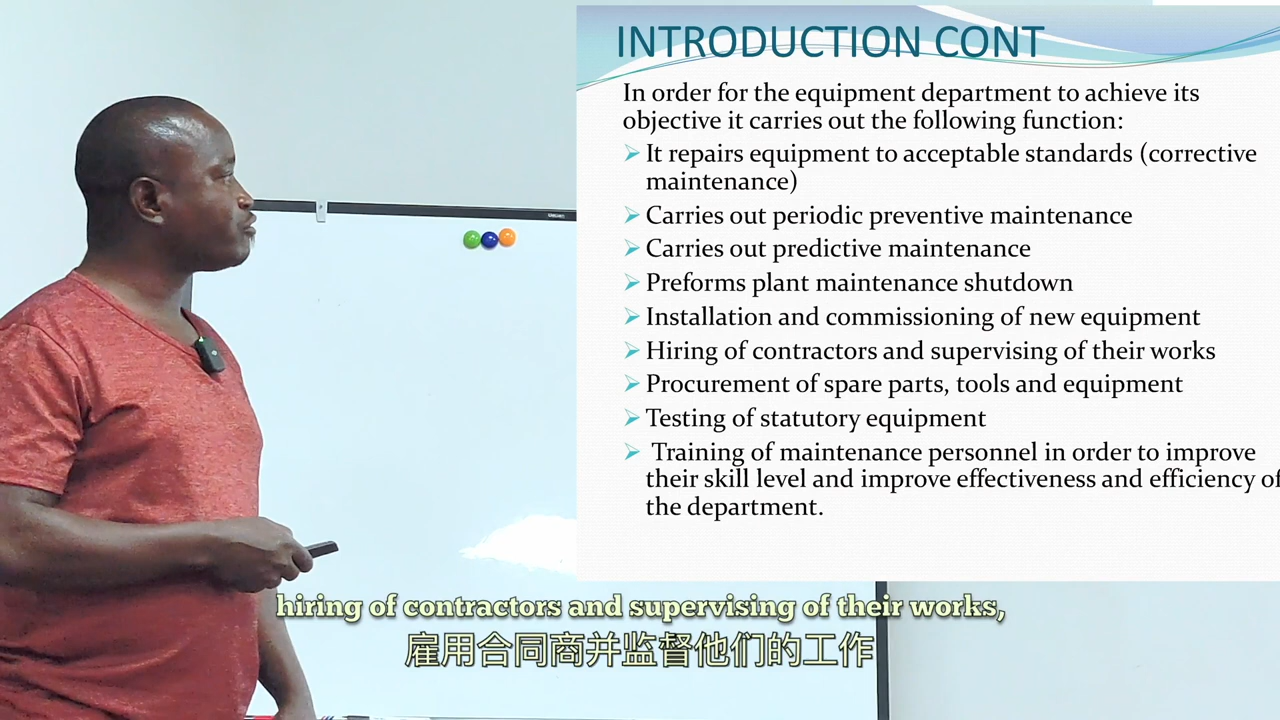 INTRODUCTION CONT
In order for the equipment department to achieve its
objective it carries out the following function:
It repairs equipment to acceptable standards (corrective
maintenance)
Carries out periodic preventive maintenance
Carries out predictive maintenance
Preforms plant maintenance shutdown
Installation and commissioning of new equipment
Hiring of contractors and supervising of their works
Procurement of spare parts, tools and equipment
Testing of statutory equipment
Training of maintenance personnel in order to improve
their skill level and improve effectiveness and efficiency of
the department.
hiring of contractors and supervising of their works,
雇用合同商并监督他们的工作